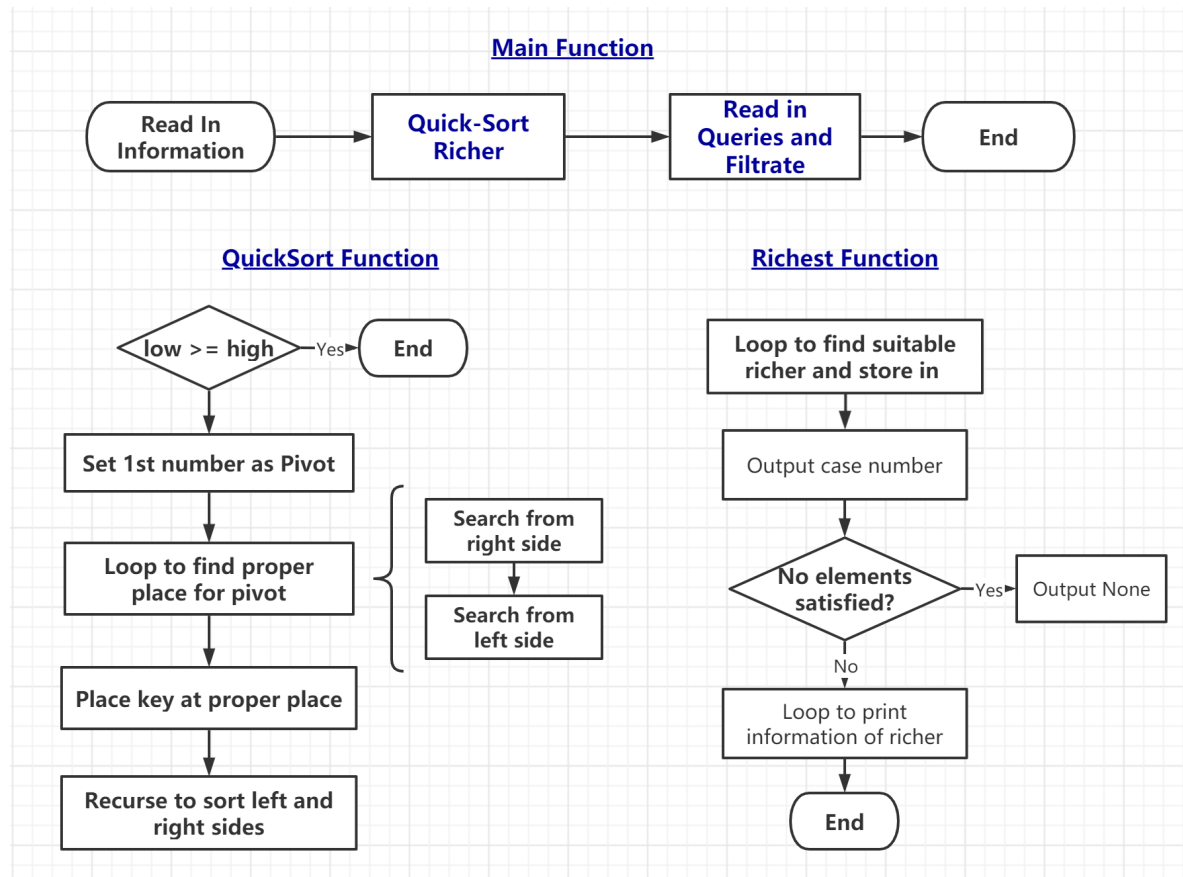 Main Function
Read In
Information
Quick-Sort
Richer
Read in
Queries and
Filtrate
End
QuickSort Function
low >= high
Yes
End
Set 1st number as Pivot
Loop to find proper
place for pivot
Search from
right side
Search from
left side
Place key at proper place
Recurse to sort left and
right sides
Richest Function
Loop to find suitable
richer and store in
Output case number
No elements
satisfied?
Yes
Output None
No
Loop to print
information of richer
End